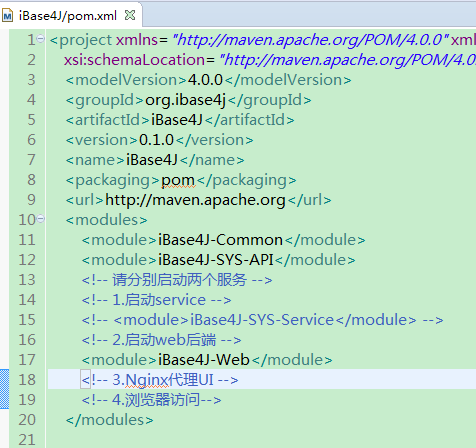 iBase4J/pom.xml
1 <project xmlns="http://maven.apache.org/POM/4.0.0" xml
2 xsi:schemaLocation="http://maven.apache.org/POM/4.0
3 <modelVersion>4.0.0</modelVersion>
4 <groupId>org.ibase4j</groupId>
5 <artifactId>iBase4J</artifactId>
6 <version>0.1.0</version>
7 <name>iBase4J</name>
8 <packaging>pom</packaging>
9 <url>http://maven.apache.org</url>
10 <modules>
11 <module>iBase4J-Common</module>
12 <module>iBase4J-SYS-API</module>
13 <!-- 请分别启动两个服务 -->
14 <!-- 1.启动service -->
15 <!-- <module>iBase4J-SYS-Service</module> -->
16 <!-- 2.启动web后端 -->
17 <module>iBase4J-Web</module>
18 <!-- 3.Nginx代理UI -->
19 <!-- 4.浏览器访问-->
20 </modules>
21